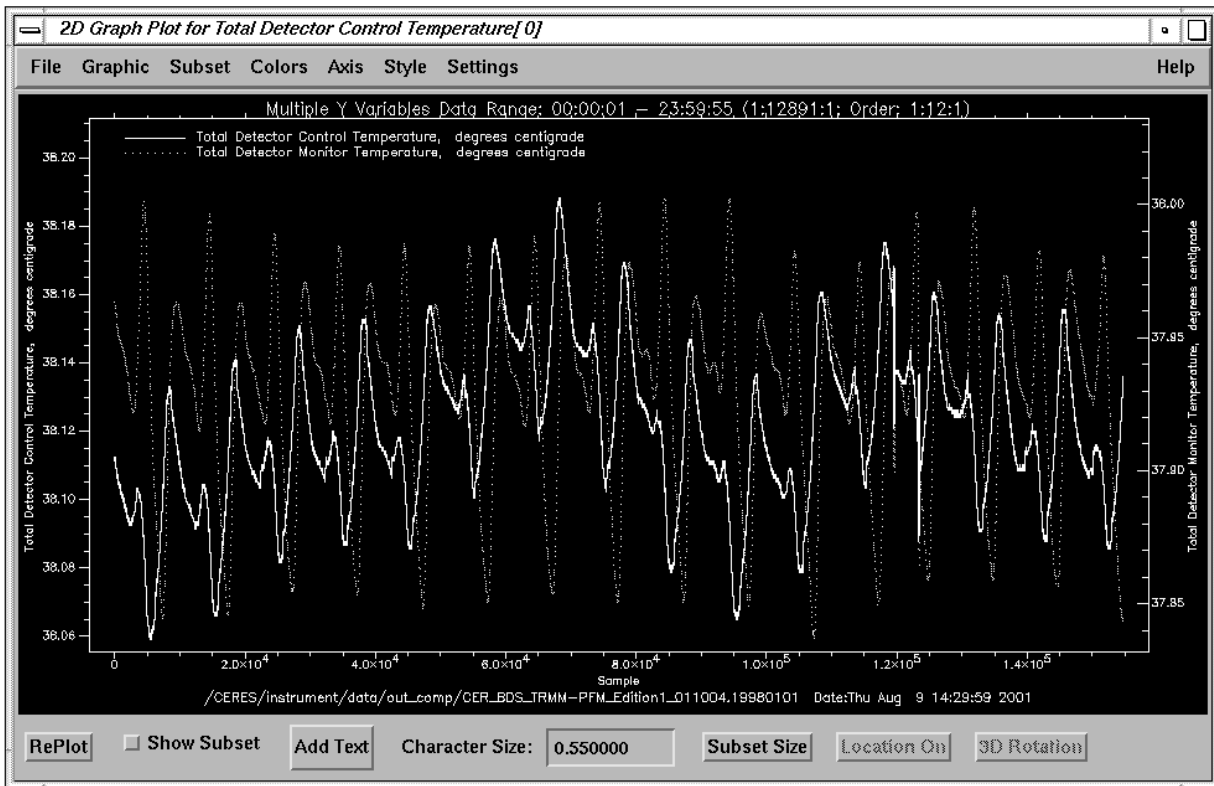 2D Graph Plot for Total Detector Control Temperature[ 0]
File Graphic Subset Colors Axis Style Settings Help
Multiple Y Variables Data Range: 00:00:01 – 23:59:55 (1:12891:1; Order: 1:12:1)
Total Detector Control Temperature, degrees centigrade
Total Detector Monitor Temperature, degrees centigrade
38.20
38.18
38.16
38.14
38.12
38.10
38.08
38.06
Total Detector Control Temperature, degrees centigrade
38.00
37.95
37.90
37.85
Total Detector Monitor Temperature, degrees centigrade
0 2.0×10⁴ 4.0×10⁴ 6.0×10⁴ 8.0×10⁴ 1.0×10⁵ 1.2×10⁵ 1.4×10⁵
Sample
/CERES/instrument/data/out_comp/CER_BDS_TRMM-PFM_Edition1_011004.19980101 Date:Thu Aug 9 14:29:59 2001
RePlot Show Subset Add Text Character Size: 0.550000 Subset Size Location On 3D Rotation